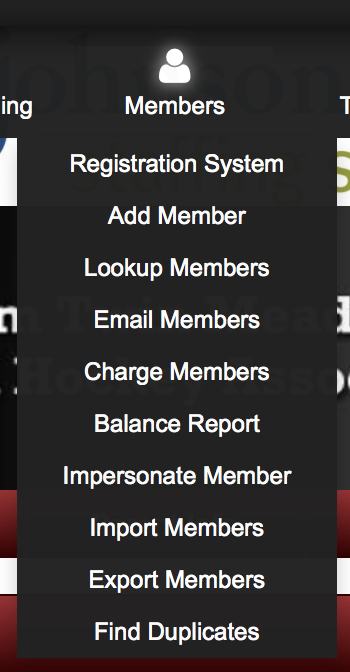 ing
Members
T
Registration System
Add Member
Lookup Members
Email Members
Charge Members
Balance Report
Impersonate Member
Import Members
Export Members
Find Duplicates